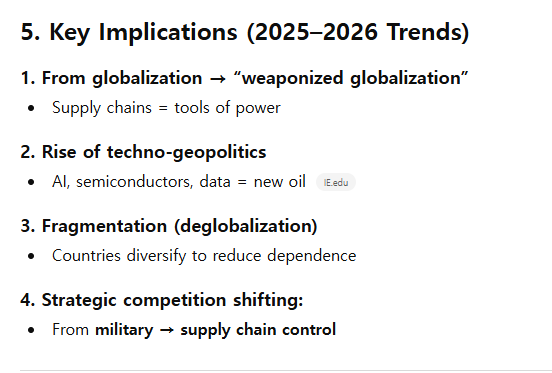 5. Key Implications (2025–2026 Trends)
1. From globalization → “weaponized globalization”
• Supply chains = tools of power
2. Rise of techno-geopolitics
• AI, semiconductors, data = new oil IE.edu
3. Fragmentation (deglobalization)
• Countries diversify to reduce dependence
4. Strategic competition shifting:
• From military → supply chain control